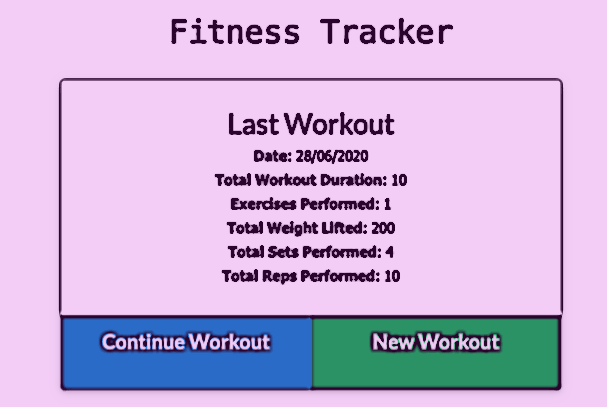 Fitness Tracker
Last Workout
Date: 28/06/2020
Total Workout Duration: 10
Exercises Performed: 1
Total Weight Lifted: 200
Total Sets Performed: 4
Total Reps Performed: 10
Continue Workout
New Workout